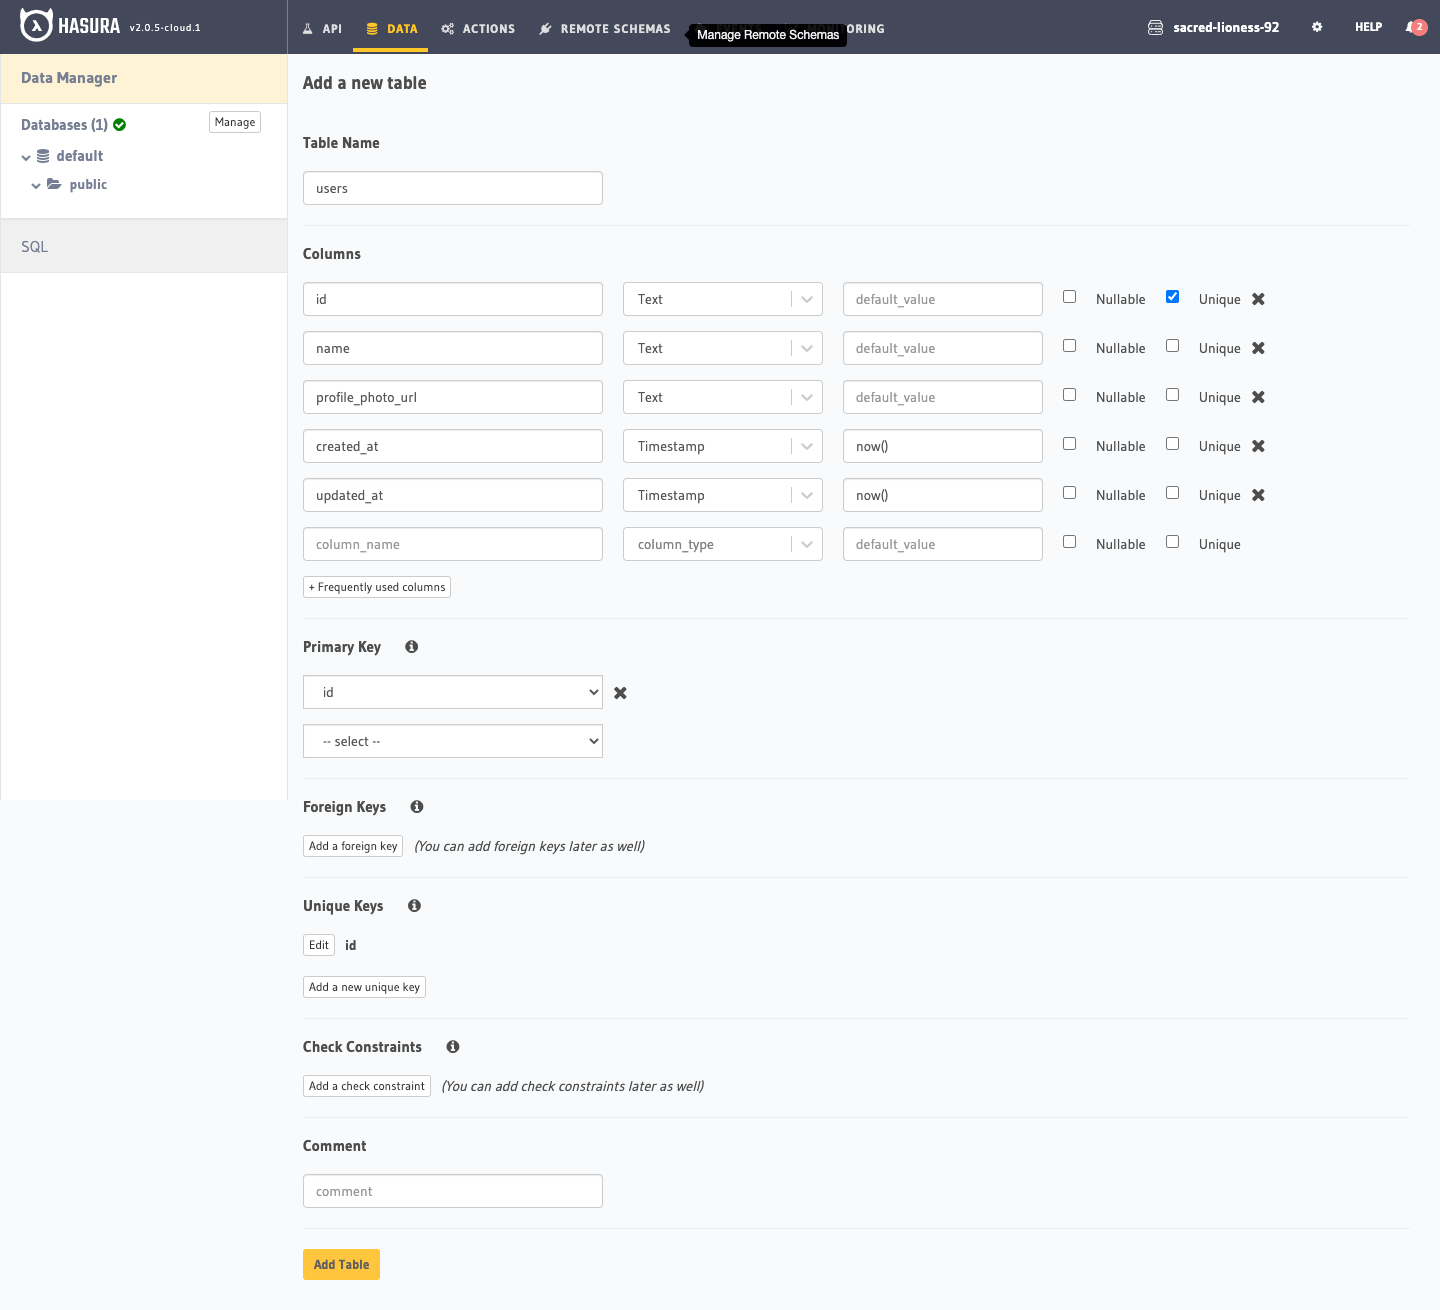 HASURA v2.0.5-cloud.1 API DATA ACTIONS REMOTE SCHEMAS Manage Remote Schemas sacred-lioness-92 HELP 2
Data Manager
Databases (1) Manage
default
public
SQL
Add a new table
Table Name
users
Columns
id Text default_value Nullable Unique
name Text default_value Nullable Unique
profile_photo_url Text default_value Nullable Unique
created_at Timestamp now() Nullable Unique
updated_at Timestamp now() Nullable Unique
column_name column_type default_value Nullable Unique
+ Frequently used columns
Primary Key
id
-- select --
Foreign Keys
Add a foreign key (You can add foreign keys later as well)
Unique Keys
Edit id
Add a new unique key
Check Constraints
Add a check constraint (You can add check constraints later as well)
Comment
comment
Add Table